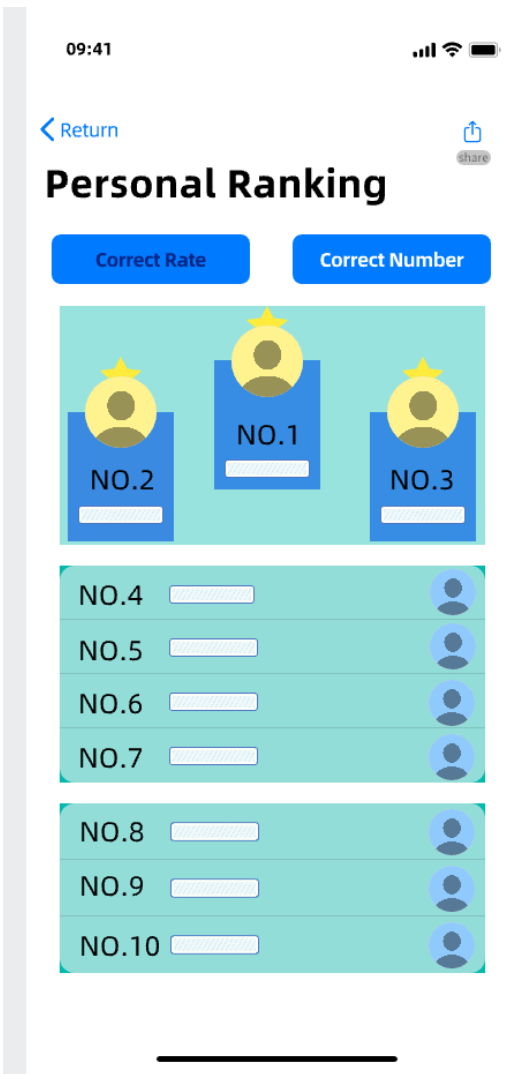 09:41
Return
share
Personal Ranking
Correct Rate
Correct Number
NO.1
NO.2
NO.3
NO.4
NO.5
NO.6
NO.7
NO.8
NO.9
NO.10